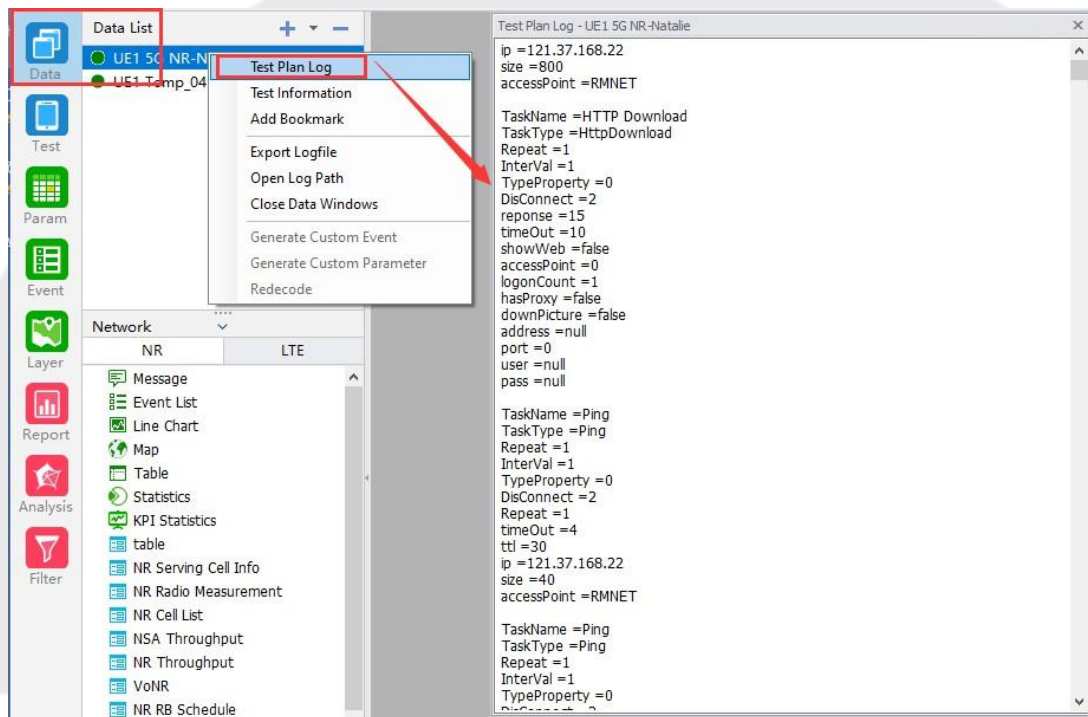 Data
Test
Param
Event
Layer
Report
Analysis
Filter
Data List
UE1 5G NR-N
UE1 Temp_04
Test Plan Log
Test Information
Add Bookmark
Export Logfile
Open Log Path
Close Data Windows
Generate Custom Event
Generate Custom Parameter
Redecode
Network
NR
LTE
Message
Event List
Line Chart
Map
Table
Statistics
KPI Statistics
table
NR Serving Cell Info
NR Radio Measurement
NR Cell List
NSA Throughput
NR Throughput
VoNR
NR RB Schedule
Test Plan Log - UE1 5G NR-Natalie
ip =121.37.168.22
size =800
accessPoint =RMNET
TaskName =HTTP Download
TaskType =HttpDownload
Repeat =1
InterVal =1
TypeProperty =0
DisConnect =2
reponse =15
timeOut =10
showWeb =false
accessPoint =0
logonCount =1
hasProxy =false
downPicture =false
address =null
port =0
user =null
pass =null
TaskName =Ping
TaskType =Ping
Repeat =1
InterVal =1
TypeProperty =0
DisConnect =2
Repeat =1
timeOut =4
ttl =30
ip =121.37.168.22
size =40
accessPoint =RMNET
TaskName =Ping
TaskType =Ping
Repeat =1
InterVal =1
TypeProperty =0